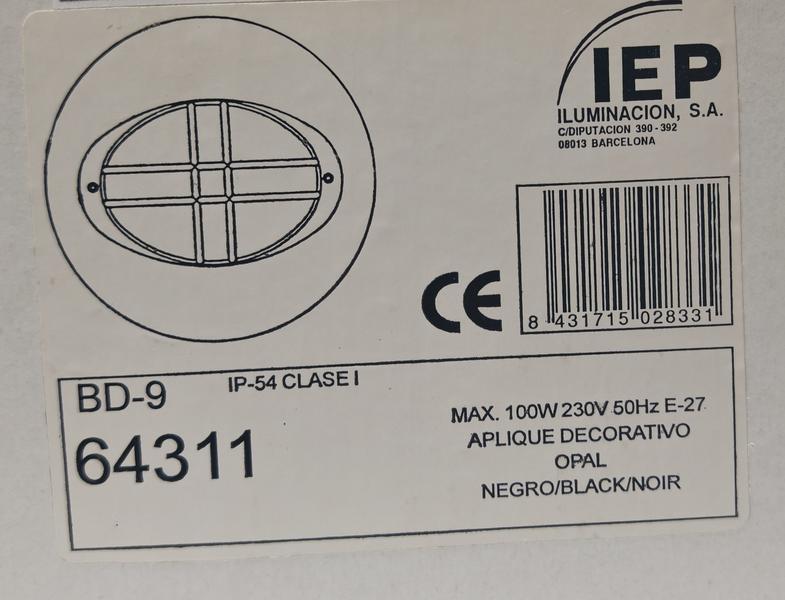 IEP
ILUMINACION, S.A.
C/DIPUTACION 390-392
08013 BARCELONA
CE
8 431715 028331
BD-9 IP-54 CLASE I
64311
MAX. 100W 230V 50Hz E-27
APLIQUE DECORATIVO
OPAL
NEGRO/BLACK/NOIR